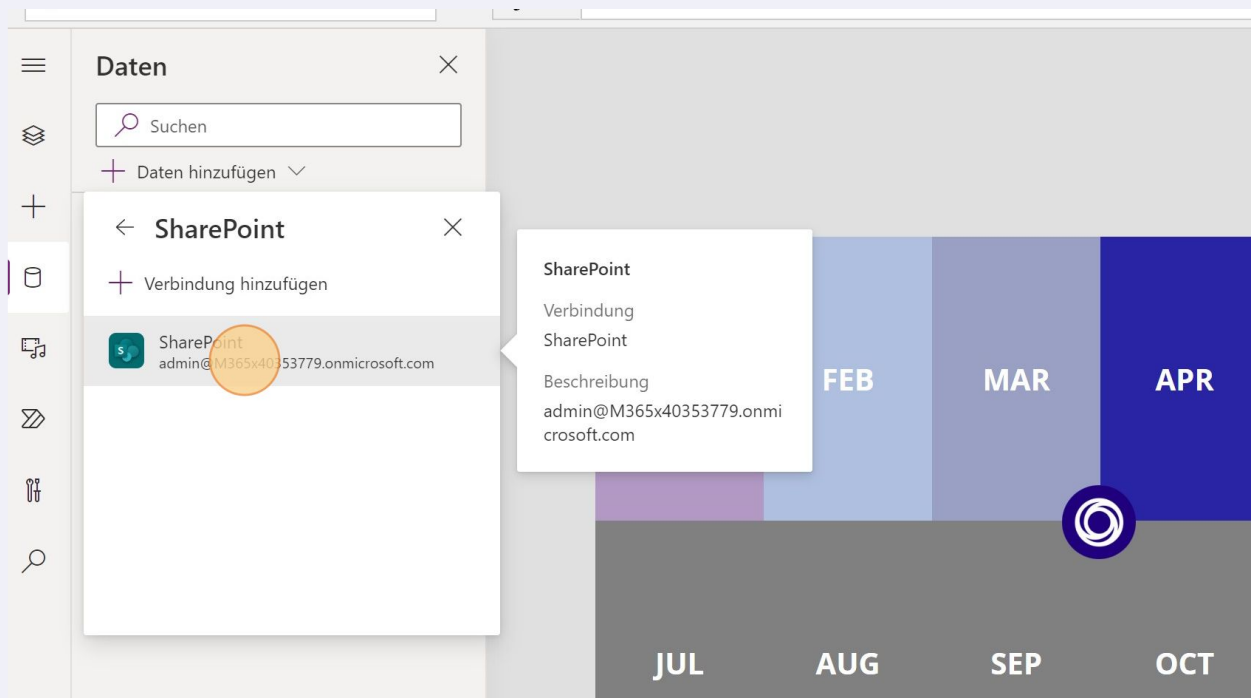 Daten
Suchen
Daten hinzufügen
SharePoint
Verbindung hinzufügen
SharePoint
admin@M365x40353779.onmicrosoft.com
SharePoint
Verbindung
SharePoint
Beschreibung
admin@M365x40353779.onmi
crosoft.com
FEB MAR APR
JUL AUG SEP OCT